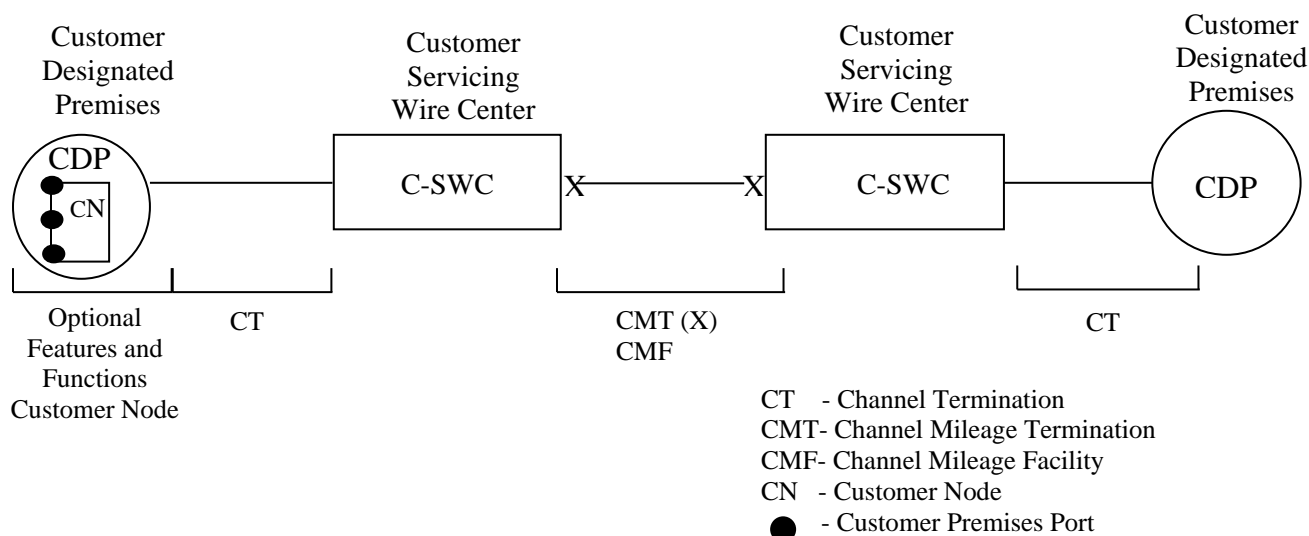 Customer
Designated
Premises
Customer
Servicing
Wire Center
Customer
Servicing
Wire Center
Customer
Designated
Premises
CDP
CN
C-SWC
X
X
C-SWC
CDP
Optional
Features and
Functions
Customer Node
CT
CMT (X)
CMF
CT
CT - Channel Termination
CMT- Channel Mileage Termination
CMF- Channel Mileage Facility
CN - Customer Node
- Customer Premises Port